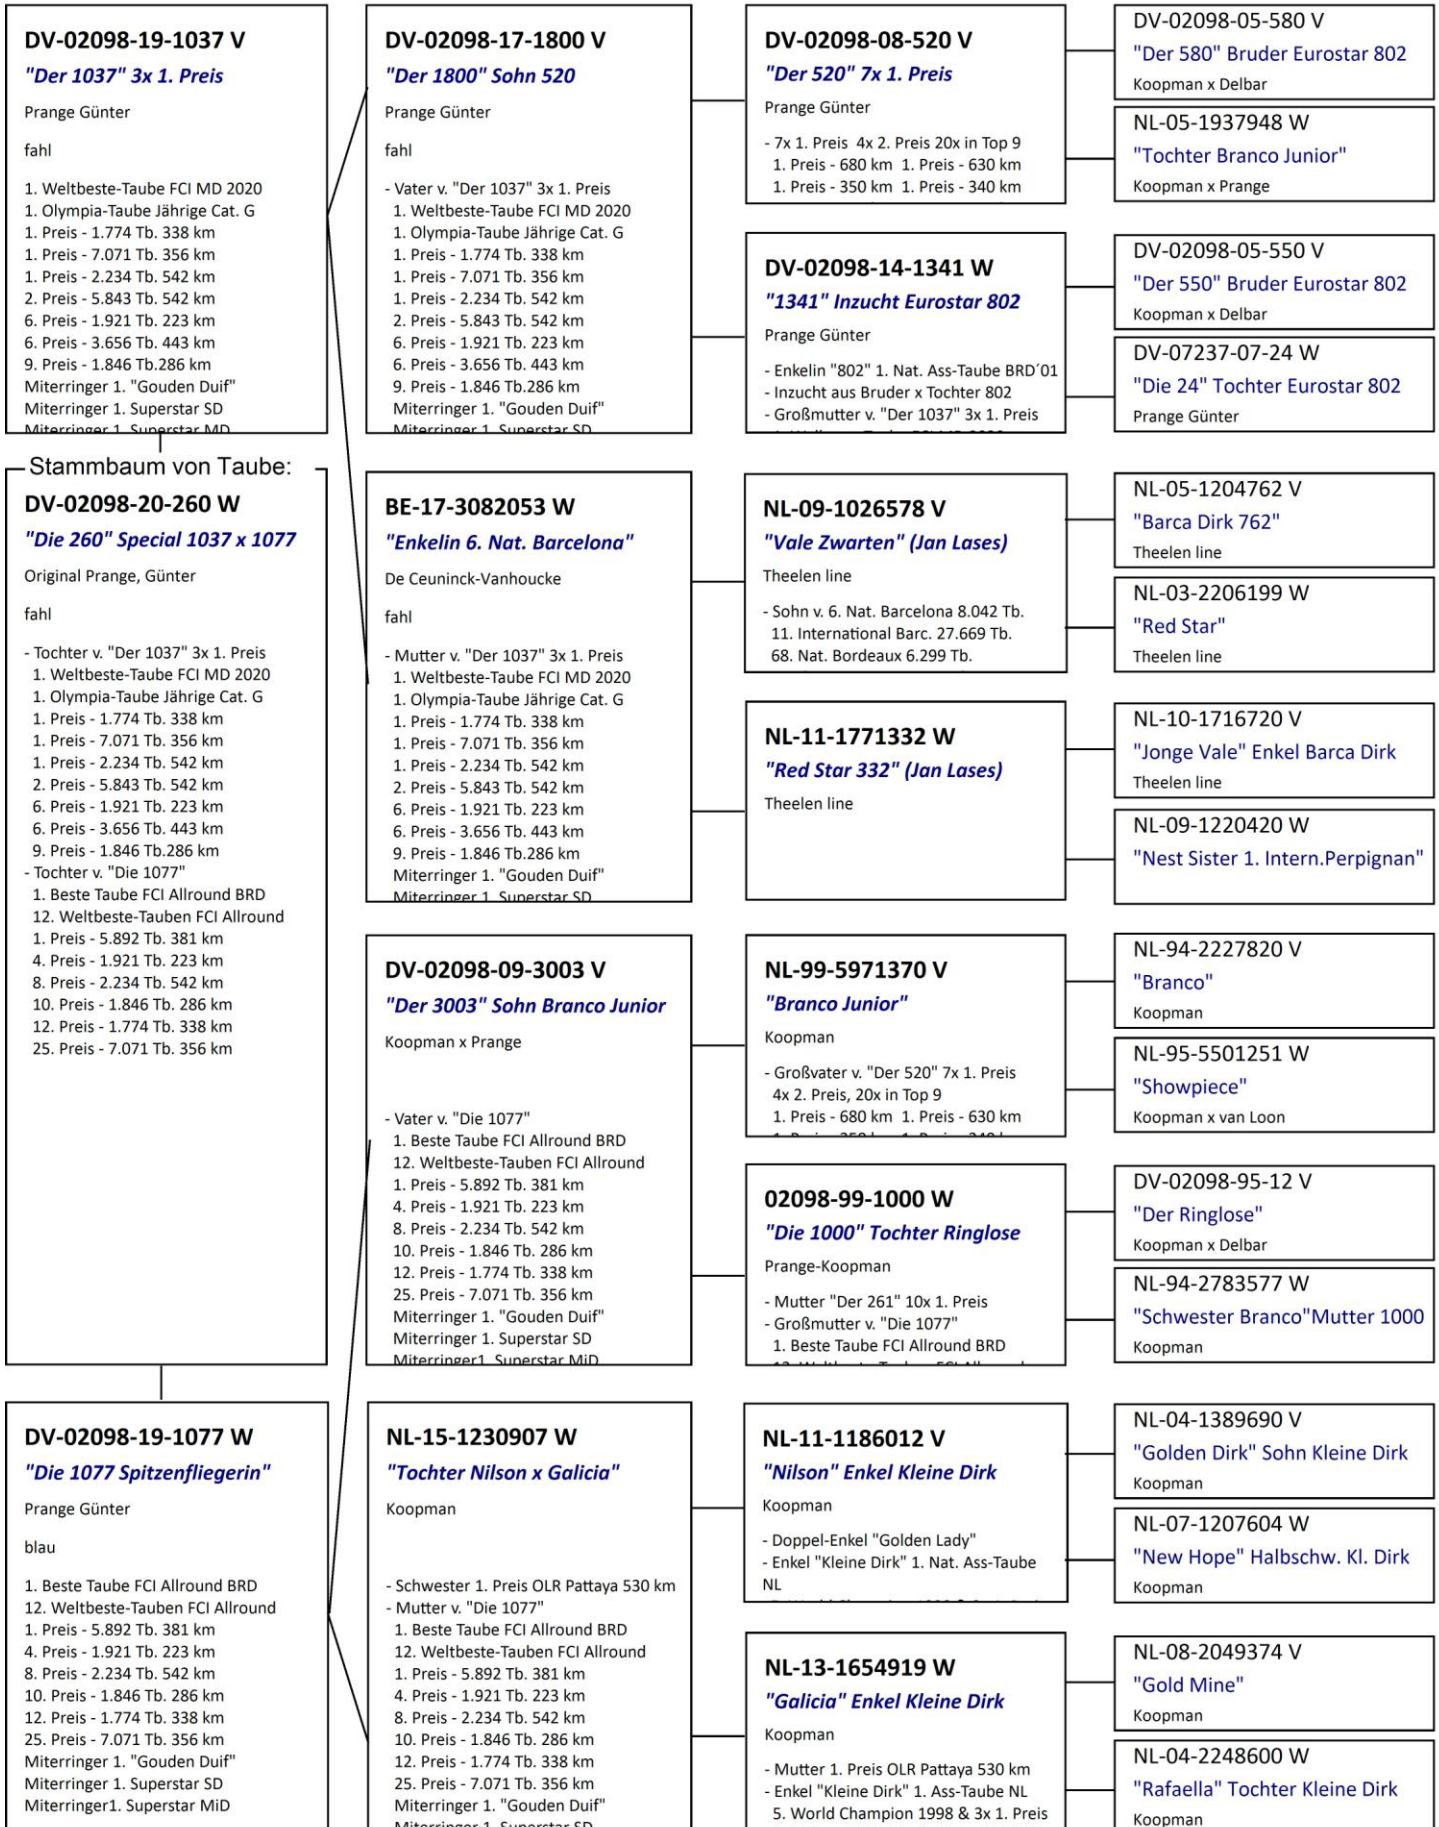 DV-02098-19-1037 V
"Der 1037" 3x 1. Preis
Prange Günter
fahl
1. Weltbeste-Taube FCI MD 2020
1. Olympia-Taube Jährige Cat. G
1. Preis - 1.774 Tb. 338 km
1. Preis - 7.071 Tb. 356 km
1. Preis - 2.234 Tb. 542 km
2. Preis - 5.843 Tb. 542 km
6. Preis - 1.921 Tb. 223 km
6. Preis - 3.656 Tb. 443 km
9. Preis - 1.846 Tb.286 km
Miterringer 1. "Gouden Duif"
Miterringer 1. Superstar SD
Miterringer 1. Superstar MD
Stammbaum von Taube:
DV-02098-20-260 W
"Die 260" Special 1037 x 1077
Original Prange, Günter
fahl
- Tochter v. "Der 1037" 3x 1. Preis
1. Weltbeste-Taube FCI MD 2020
1. Olympia-Taube Jährige Cat. G
1. Preis - 1.774 Tb. 338 km
1. Preis - 7.071 Tb. 356 km
1. Preis - 2.234 Tb. 542 km
2. Preis - 5.843 Tb. 542 km
6. Preis - 1.921 Tb. 223 km
6. Preis - 3.656 Tb. 443 km
9. Preis - 1.846 Tb.286 km
- Tochter v. "Die 1077"
1. Beste Taube FCI Allround BRD
12. Weltbeste-Tauben FCI Allround
1. Preis - 5.892 Tb. 381 km
4. Preis - 1.921 Tb. 223 km
8. Preis - 2.234 Tb. 542 km
10. Preis - 1.846 Tb. 286 km
12. Preis - 1.774 Tb. 338 km
25. Preis - 7.071 Tb. 356 km
DV-02098-19-1077 W
"Die 1077 Spitzenfliegerin"
Prange Günter
blau
1. Beste Taube FCI Allround BRD
12. Weltbeste-Tauben FCI Allround
1. Preis - 5.892 Tb. 381 km
4. Preis - 1.921 Tb. 223 km
8. Preis - 2.234 Tb. 542 km
10. Preis - 1.846 Tb. 286 km
12. Preis - 1.774 Tb. 338 km
25. Preis - 7.071 Tb. 356 km
Miterringer 1. "Gouden Duif"
Miterringer 1. Superstar SD
Miterringer1. Superstar MiD
DV-02098-17-1800 V
"Der 1800" Sohn 520
Prange Günter
fahl
- Vater v. "Der 1037" 3x 1. Preis
1. Weltbeste-Taube FCI MD 2020
1. Olympia-Taube Jährige Cat. G
1. Preis - 1.774 Tb. 338 km
1. Preis - 7.071 Tb. 356 km
1. Preis - 2.234 Tb. 542 km
2. Preis - 5.843 Tb. 542 km
6. Preis - 1.921 Tb. 223 km
6. Preis - 3.656 Tb. 443 km
9. Preis - 1.846 Tb.286 km
Miterringer 1. "Gouden Duif"
Miterringer 1. Superstar SD
BE-17-3082053 W
"Enkelin 6. Nat. Barcelona"
De Ceuninck-Vanhoucke
fahl
- Mutter v. "Der 1037" 3x 1. Preis
1. Weltbeste-Taube FCI MD 2020
1. Olympia-Taube Jährige Cat. G
1. Preis - 1.774 Tb. 338 km
1. Preis - 7.071 Tb. 356 km
1. Preis - 2.234 Tb. 542 km
2. Preis - 5.843 Tb. 542 km
6. Preis - 1.921 Tb. 223 km
6. Preis - 3.656 Tb. 443 km
9. Preis - 1.846 Tb.286 km
Miterringer 1. "Gouden Duif"
Miterringer 1. Superstar SD
DV-02098-09-3003 V
"Der 3003" Sohn Branco Junior
Koopman x Prange
- Vater v. "Die 1077"
1. Beste Taube FCI Allround BRD
12. Weltbeste-Tauben FCI Allround
1. Preis - 5.892 Tb. 381 km
4. Preis - 1.921 Tb. 223 km
8. Preis - 2.234 Tb. 542 km
10. Preis - 1.846 Tb. 286 km
12. Preis - 1.774 Tb. 338 km
25. Preis - 7.071 Tb. 356 km
Miterringer 1. "Gouden Duif"
Miterringer 1. Superstar SD
Miterringer1. Superstar MiD
NL-15-1230907 W
"Tochter Nilson x Galicia"
Koopman
- Schwester 1. Preis OLR Pattaya 530 km
- Mutter v. "Die 1077"
1. Beste Taube FCI Allround BRD
12. Weltbeste-Tauben FCI Allround
1. Preis - 5.892 Tb. 381 km
4. Preis - 1.921 Tb. 223 km
8. Preis - 2.234 Tb. 542 km
10. Preis - 1.846 Tb. 286 km
12. Preis - 1.774 Tb. 338 km
25. Preis - 7.071 Tb. 356 km
Miterringer 1. "Gouden Duif"
Miterringer 1. Superstar SD
DV-02098-08-520 V
"Der 520" 7x 1. Preis
Prange Günter
- 7x 1. Preis 4x 2. Preis 20x in Top 9
1. Preis - 680 km 1. Preis - 630 km
1. Preis - 350 km 1. Preis - 340 km
DV-02098-14-1341 W
"1341" Inzucht Eurostar 802
Prange Günter
- Enkelin "802" 1. Nat. Ass-Taube BRD´01
- Inzucht aus Bruder x Tochter 802
- Großmutter v. "Der 1037" 3x 1. Preis
NL-09-1026578 V
"Vale Zwarten" (Jan Lases)
Theelen line
- Sohn v. 6. Nat. Barcelona 8.042 Tb.
11. International Barc. 27.669 Tb.
68. Nat. Bordeaux 6.299 Tb.
NL-11-1771332 W
"Red Star 332" (Jan Lases)
Theelen line
NL-99-5971370 V
"Branco Junior"
Koopman
- Großvater v. "Der 520" 7x 1. Preis
4x 2. Preis, 20x in Top 9
1. Preis - 680 km 1. Preis - 630 km
02098-99-1000 W
"Die 1000" Tochter Ringlose
Prange-Koopman
- Mutter "Der 261" 10x 1. Preis
- Großmutter v. "Die 1077"
1. Beste Taube FCI Allround BRD
NL-11-1186012 V
"Nilson" Enkel Kleine Dirk
Koopman
- Doppel-Enkel "Golden Lady"
- Enkel "Kleine Dirk" 1. Nat. Ass-Taube
NL
NL-13-1654919 W
"Galicia" Enkel Kleine Dirk
Koopman
- Mutter 1. Preis OLR Pattaya 530 km
- Enkel "Kleine Dirk" 1. Ass-Taube NL
5. World Champion 1998 & 3x 1. Preis
DV-02098-05-580 V
"Der 580" Bruder Eurostar 802
Koopman x Delbar
NL-05-1937948 W
"Tochter Branco Junior"
Koopman x Prange
DV-02098-05-550 V
"Der 550" Bruder Eurostar 802
Koopman x Delbar
DV-07237-07-24 W
"Die 24" Tochter Eurostar 802
Prange Günter
NL-05-1204762 V
"Barca Dirk 762"
Theelen line
NL-03-2206199 W
"Red Star"
Theelen line
NL-10-1716720 V
"Jonge Vale" Enkel Barca Dirk
Theelen line
NL-09-1220420 W
"Nest Sister 1. Intern.Perpignan"
NL-94-2227820 V
"Branco"
Koopman
NL-95-5501251 W
"Showpiece"
Koopman x van Loon
DV-02098-95-12 V
"Der Ringlose"
Koopman x Delbar
NL-94-2783577 W
"Schwester Branco"Mutter 1000
Koopman
NL-04-1389690 V
"Golden Dirk" Sohn Kleine Dirk
Koopman
NL-07-1207604 W
"New Hope" Halbschw. Kl. Dirk
Koopman
NL-08-2049374 V
"Gold Mine"
Koopman
NL-04-2248600 W
"Rafaella" Tochter Kleine Dirk
Koopman